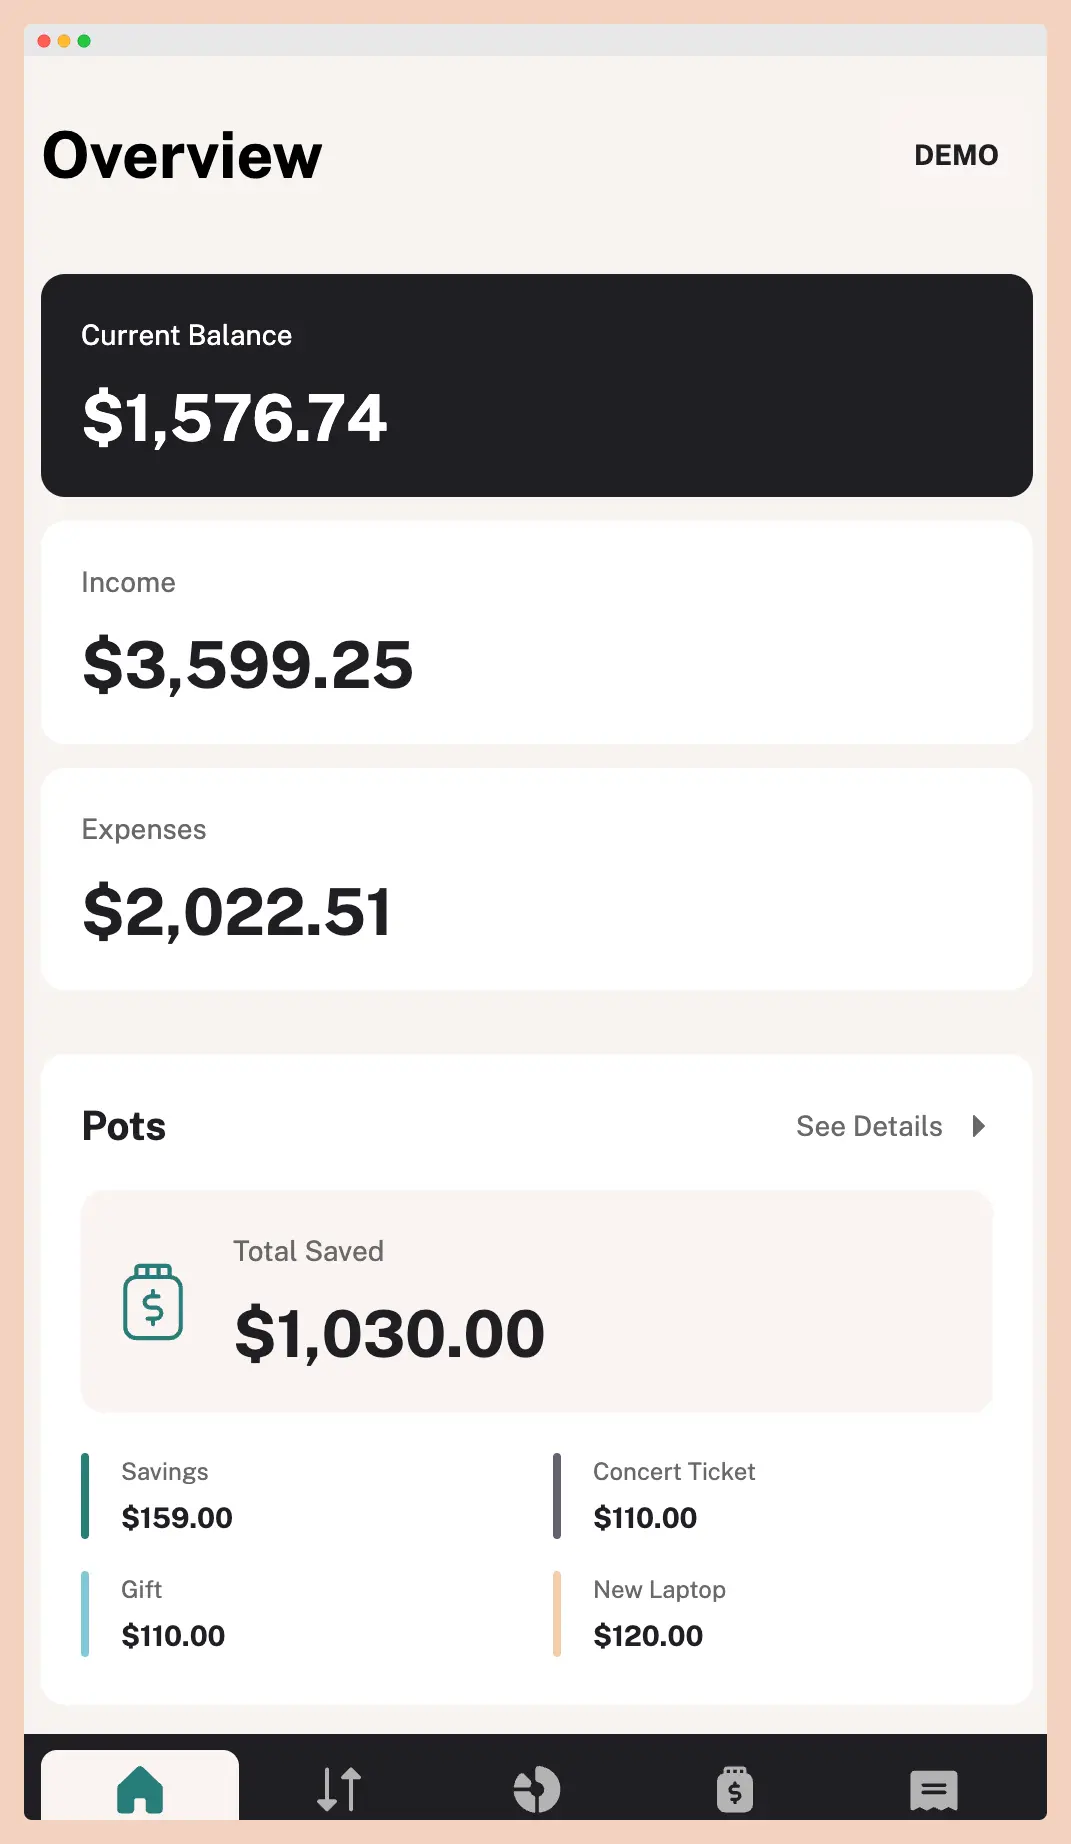 Overview
DEMO
Current Balance
$1,576.74
Income
$3,599.25
Expenses
$2,022.51
Pots
See Details
Total Saved
$1,030.00
Savings
$159.00
Concert Ticket
$110.00
Gift
$110.00
New Laptop
$120.00